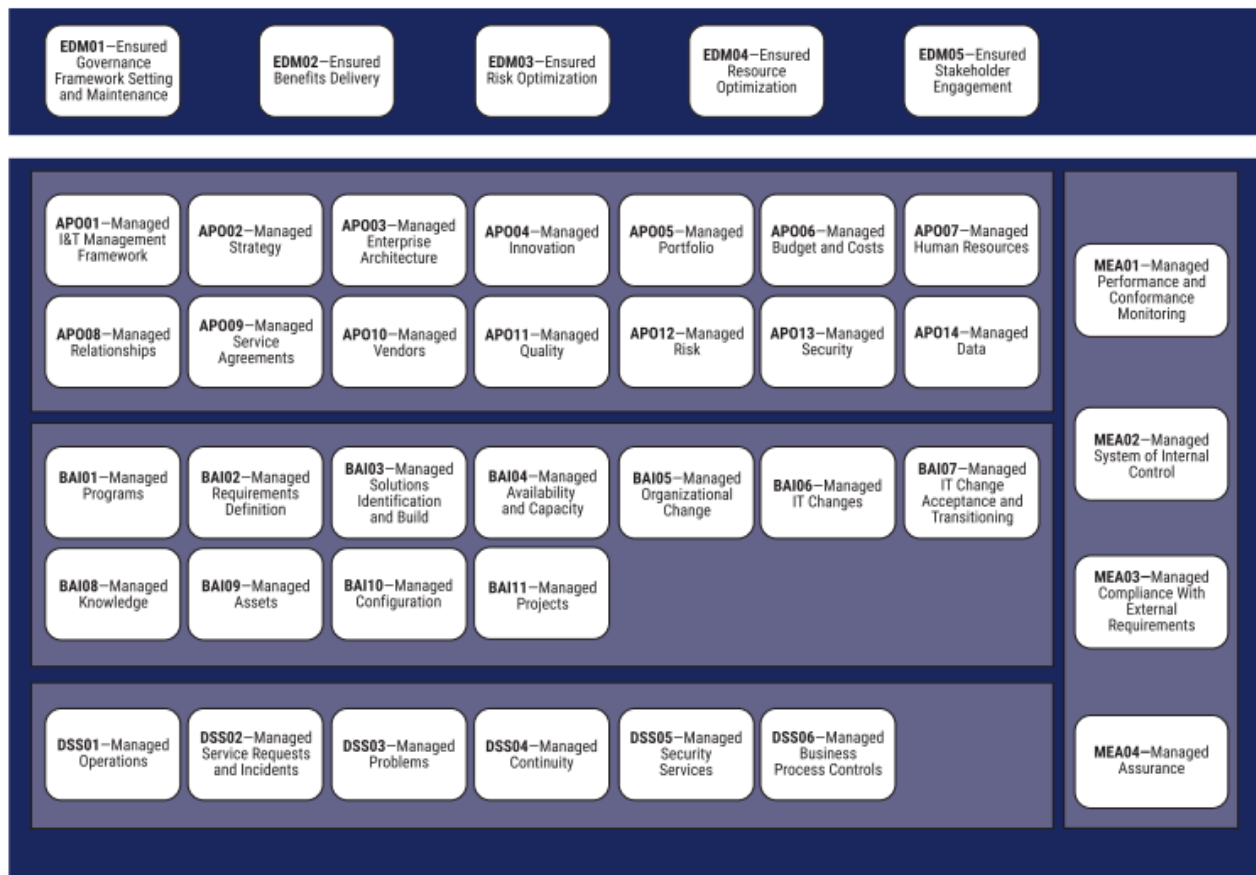 EDM01—Ensured
Governance
Framework Setting
and Maintenance
EDM02—Ensured
Benefits Delivery
EDM03—Ensured
Risk Optimization
EDM04—Ensured
Resource
Optimization
EDM05—Ensured
Stakeholder
Engagement
APO01—Managed
I&T Management
Framework
APO02—Managed
Strategy
APO03—Managed
Enterprise
Architecture
APO04—Managed
Innovation
APO05—Managed
Portfolio
APO06—Managed
Budget and Costs
APO07—Managed
Human Resources
APO08—Managed
Relationships
APO09—Managed
Service
Agreements
APO10—Managed
Vendors
APO11—Managed
Quality
APO12—Managed
Risk
APO13—Managed
Security
APO14—Managed
Data
BAI01—Managed
Programs
BAI02—Managed
Requirements
Definition
BAI03—Managed
Solutions
Identification
and Build
BAI04—Managed
Availability
and Capacity
BAI05—Managed
Organizational
Change
BAI06—Managed
IT Changes
BAI07—Managed
IT Change
Acceptance and
Transitioning
BAI08—Managed
Knowledge
BAI09—Managed
Assets
BAI10—Managed
Configuration
BAI11—Managed
Projects
DSS01—Managed
Operations
DSS02—Managed
Service Requests
and Incidents
DSS03—Managed
Problems
DSS04—Managed
Continuity
DSS05—Managed
Security
Services
DSS06—Managed
Business
Process Controls
MEA01—Managed
Performance and
Conformance
Monitoring
MEA02—Managed
System of Internal
Control
MEA03—Managed
Compliance With
External
Requirements
MEA04—Managed
Assurance